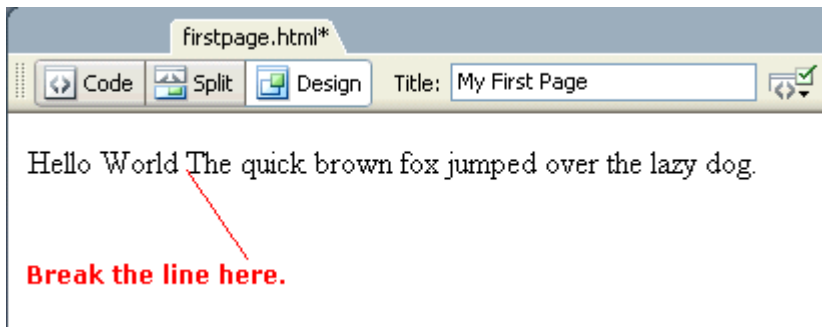 firstpage.html*
Code Split Design Title: My First Page
Hello World The quick brown fox jumped over the lazy dog.
Break the line here.